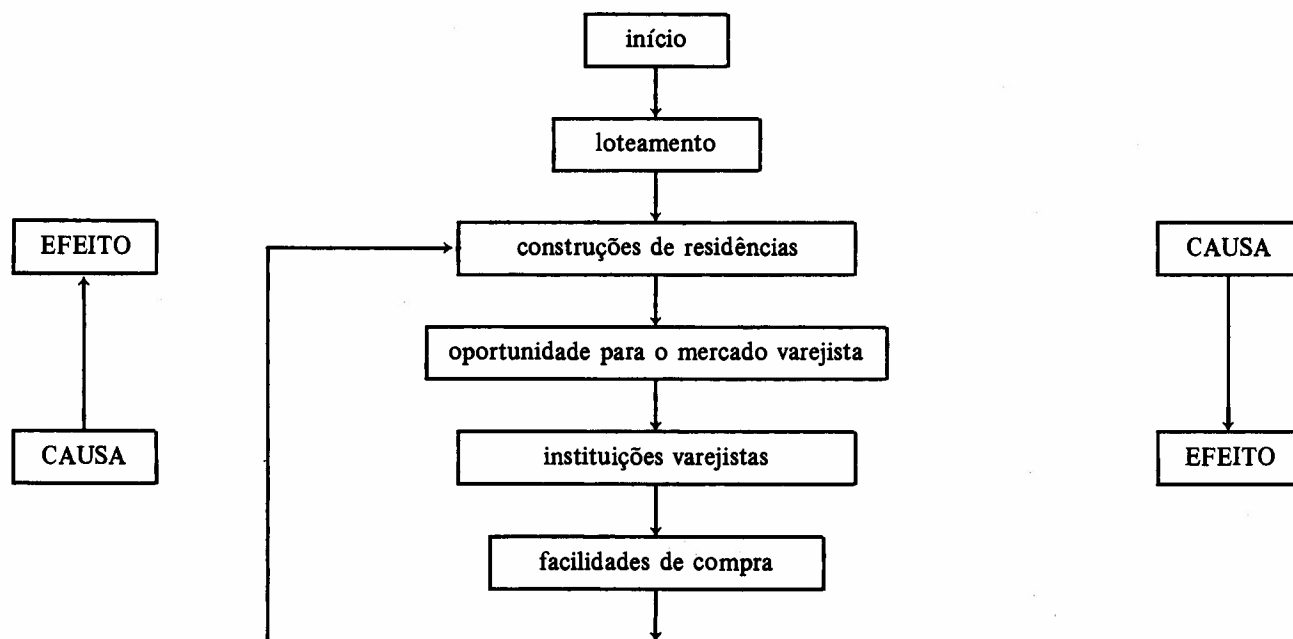 início
loteamento
EFEITO
construções de residências
CAUSA
oportunidade para o mercado varejista
CAUSA
instituições varejistas
EFEITO
facilidades de compra